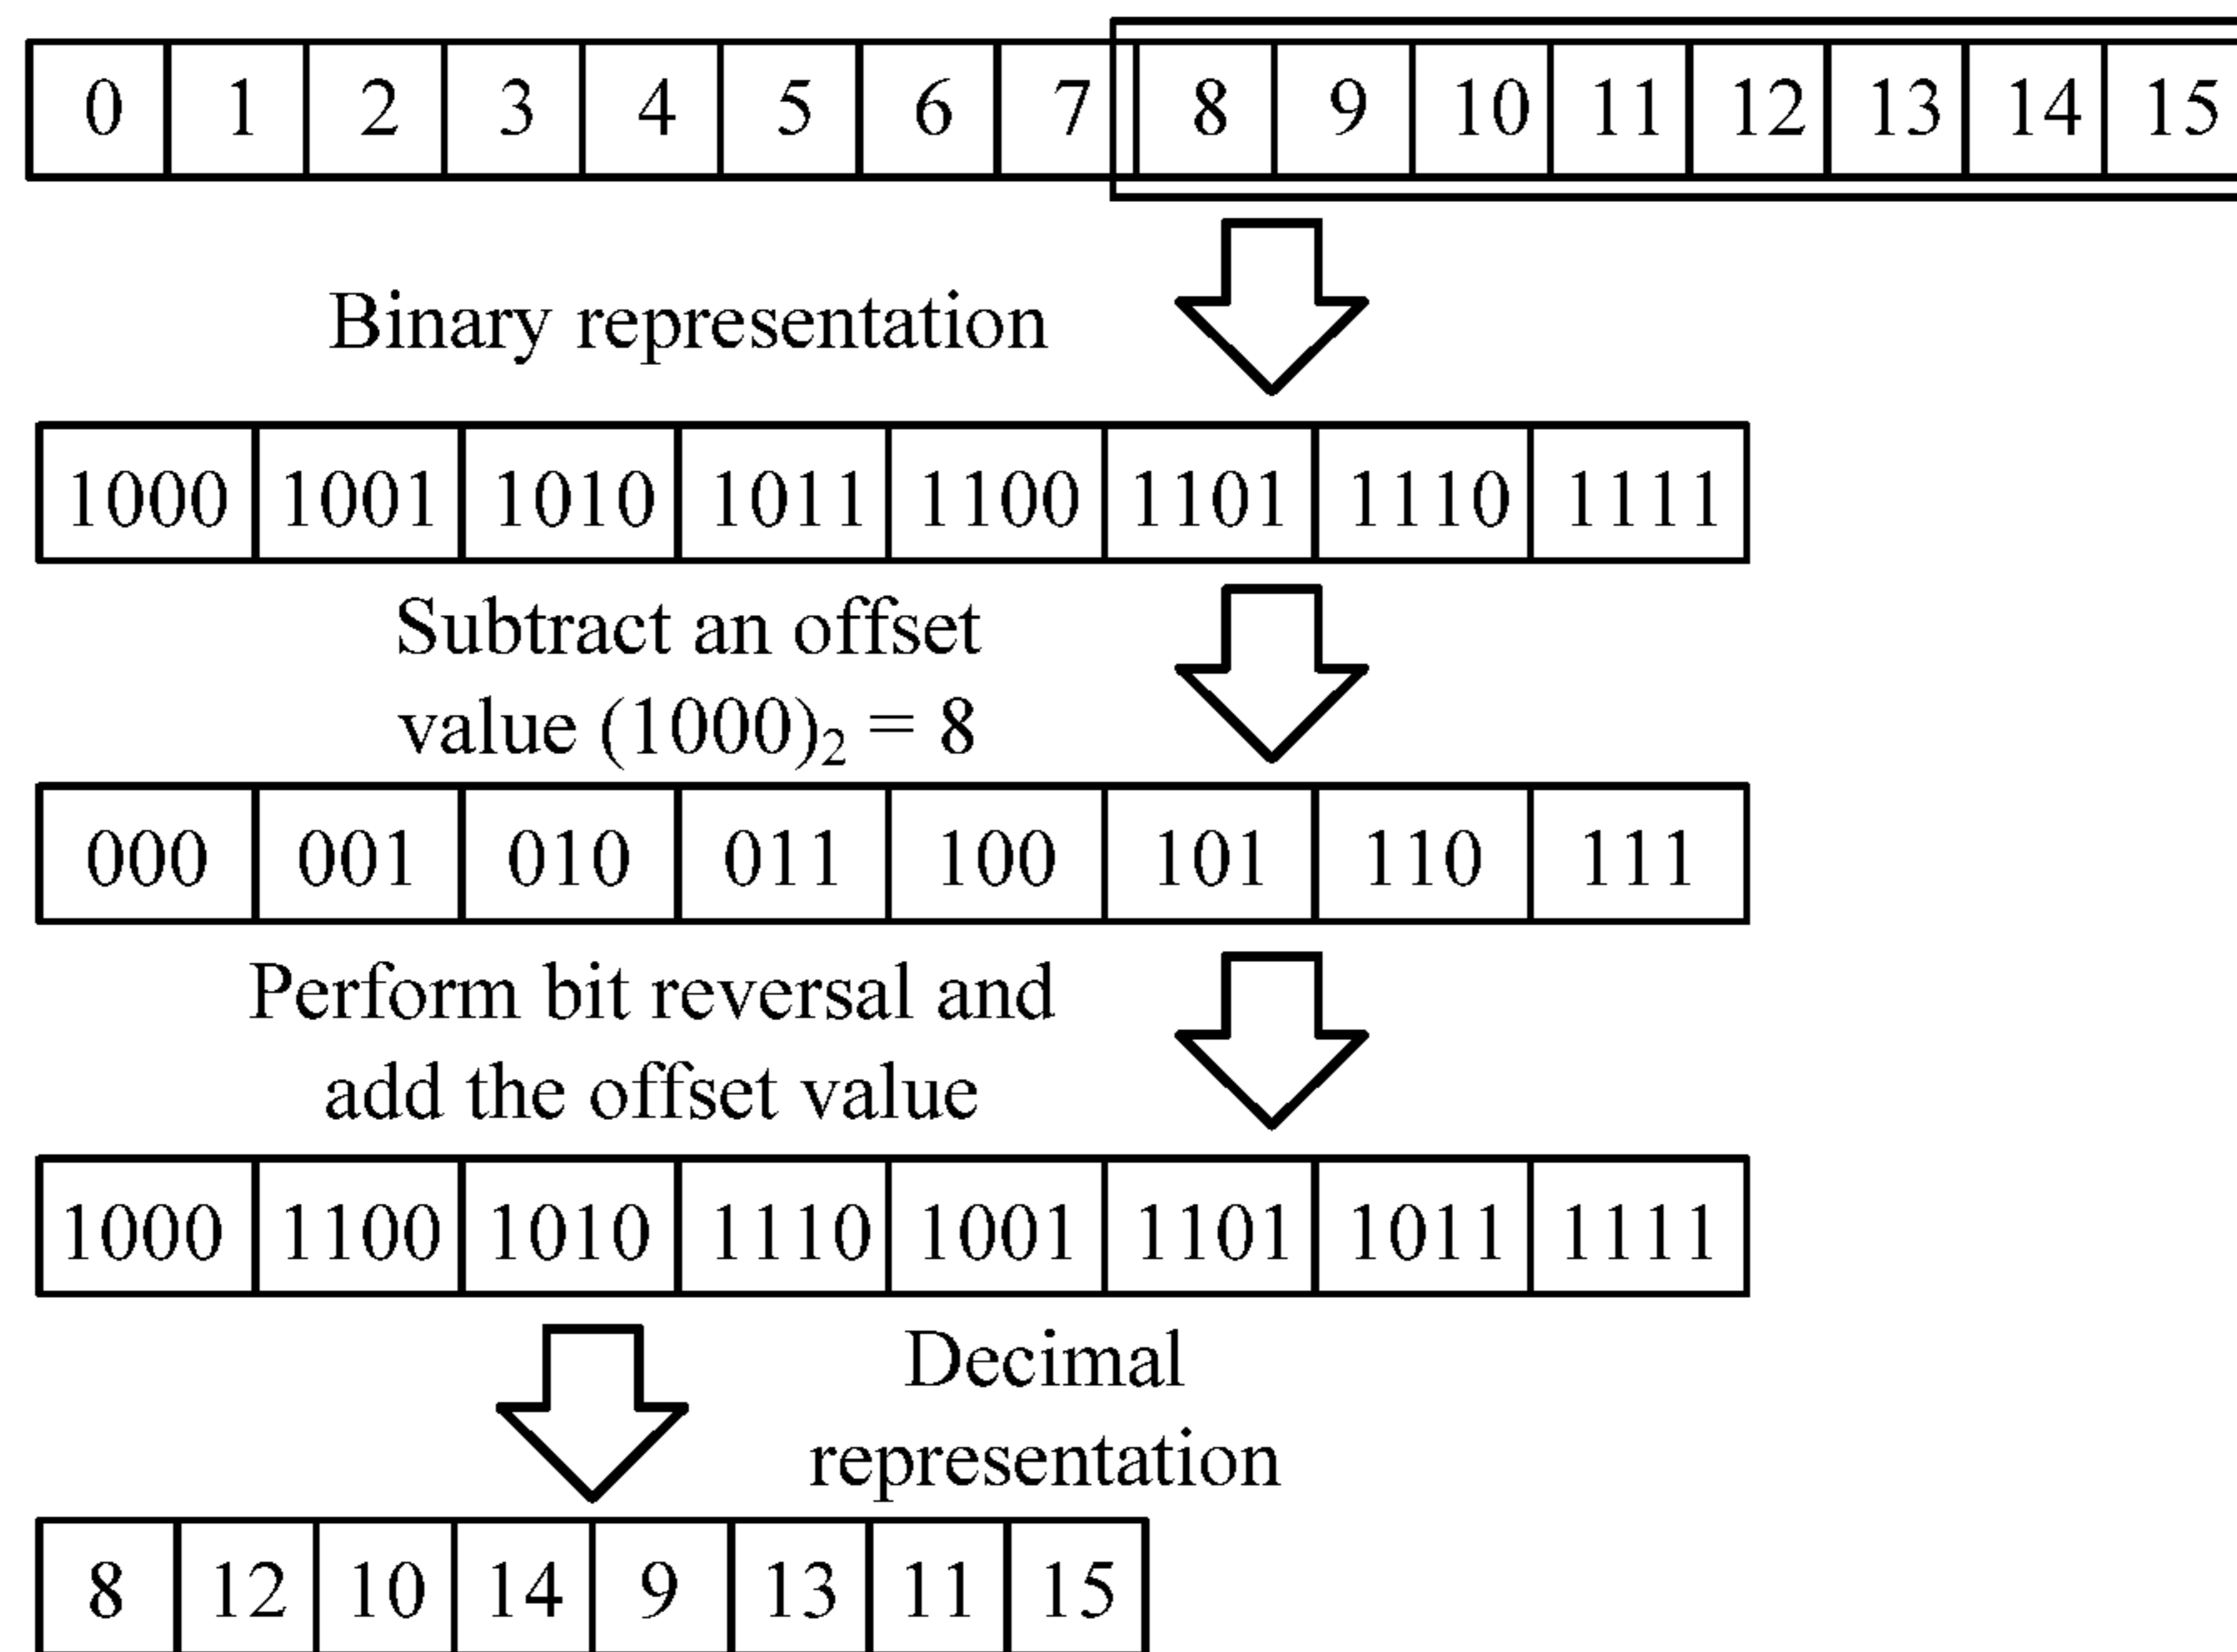 0 1 2 3 4 5 6 7 8 9 10 11 12 13 14 15
Binary representation
1000 1001 1010 1011 1100 1101 1110 1111
Subtract an offset
value (1000)₂ = 8
000 001 010 011 100 101 110 111
Perform bit reversal and
add the offset value
1000 1100 1010 1110 1001 1101 1011 1111
Decimal
representation
8 12 10 14 9 13 11 15